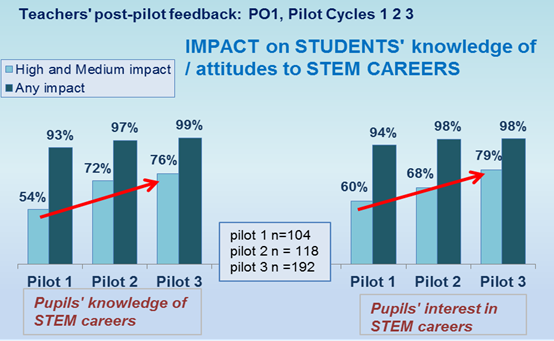 Teachers' post-pilot feedback: PO1, Pilot Cycles 1 2 3
IMPACT on STUDENTS' knowledge of
/ attitudes to STEM CAREERS
High and Medium impact
Any impact
54%
93%
72%
97%
76%
99%
Pilot 1
Pilot 2
Pilot 3
Pupils' knowledge of
STEM careers
pilot 1 n=104
pilot 2 n = 118
pilot 3 n =192
60%
94%
68%
98%
79%
98%
Pilot 1
Pilot 2
Pilot 3
Pupils' interest in
STEM careers